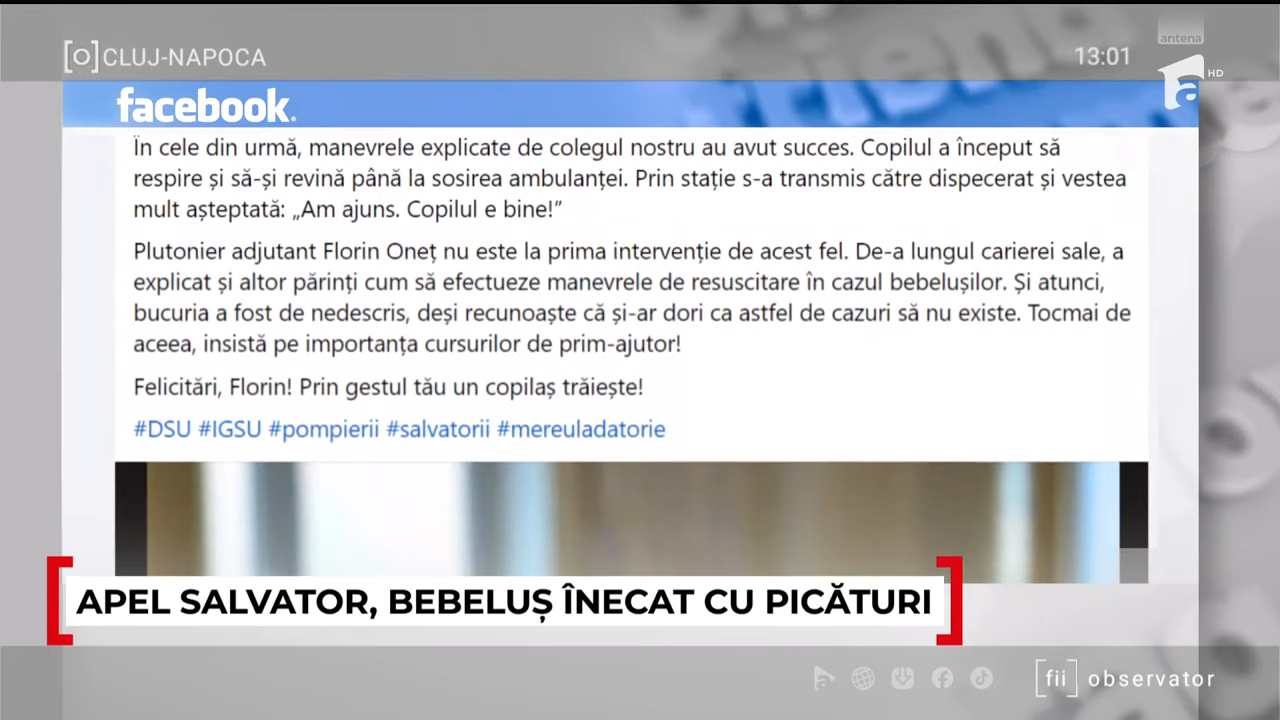 [O] CLUJ-NAPOCA
13:01
antena
HD
facebook.
În cele din urmă, manevrele explicate de colegul nostru au avut succes. Copilul a început să
respire și să-și revină până la sosirea ambulanței. Prin stație s-a transmis către dispecerat și vestea
mult așteptată: „Am ajuns. Copilul e bine!”
Plutonier adjutant Florin Oneț nu este la prima intervenție de acest fel. De-a lungul carierei sale, a
explicat și altor părinți cum să efectueze manevrele de resuscitare în cazul bebelușilor. Și atunci,
bucuria a fost de nedescris, deși recunoaște că și-ar dori ca astfel de cazuri să nu existe. Tocmai de
aceea, insistă pe importanța cursurilor de prim-ajutor!
Felicitări, Florin! Prin gestul tău un copilaș trăiește!
#DSU #IGSU #pompierii #salvatorii #mereuladatorie
APEL SALVATOR, BEBELUȘ ÎNECAT CU PICĂTURI
[fii] observator